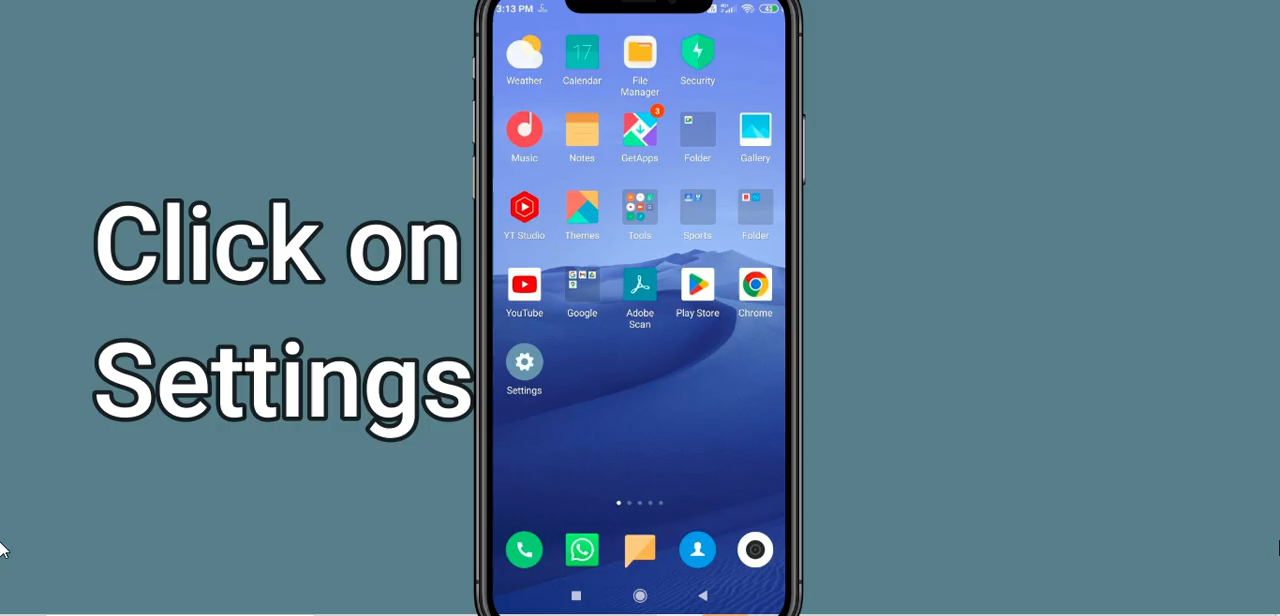 3:13 PM
Weather Calendar File Manager Security
17
3
Music Notes GetApps Folder Gallery
YT Studio Themes Tools Sports Folder
YouTube Google Adobe Scan Play Store Chrome
Settings
Click on
Settings